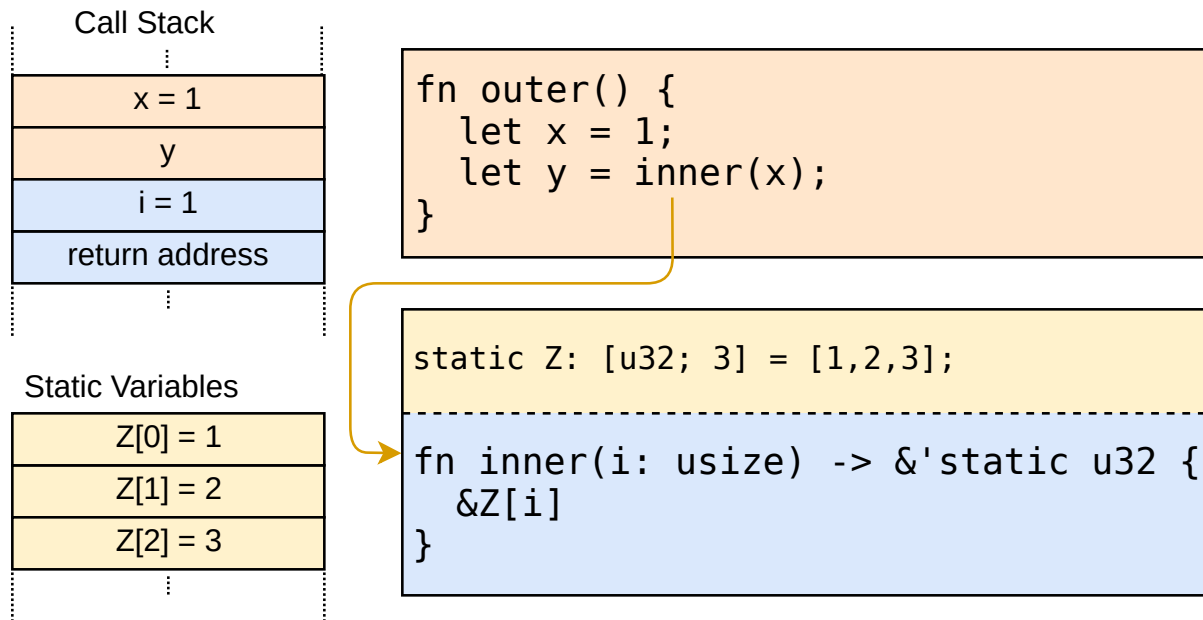 Call Stack
x = 1
y
i = 1
return address
Static Variables
Z[0] = 1
Z[1] = 2
Z[2] = 3
fn outer() {
  let x = 1;
  let y = inner(x);
}
static Z: [u32; 3] = [1,2,3];
fn inner(i: usize) -> &'static u32 {
  &Z[i]
}